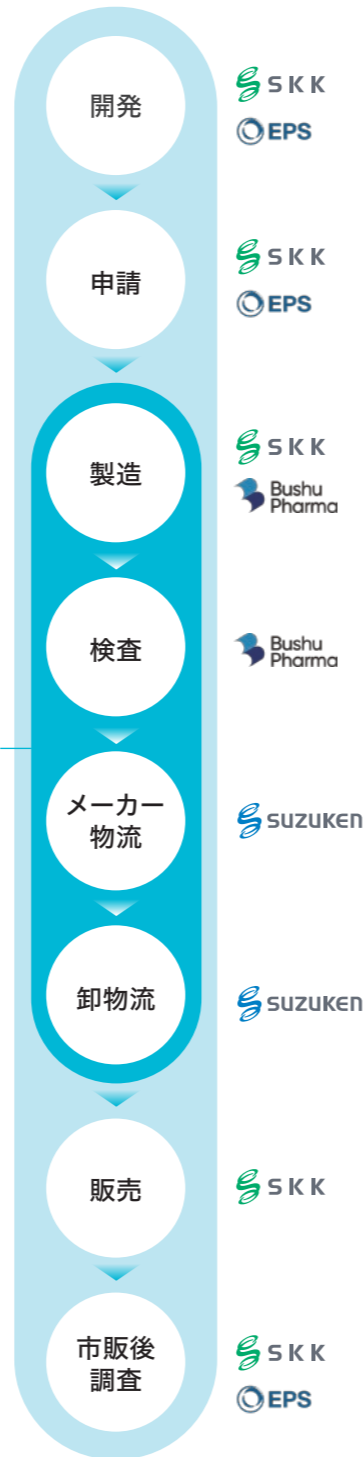 開発
SKK
EPS
申請
SKK
EPS
製造
SKK
Bushu
Pharma
検査
Bushu
Pharma
メーカー
物流
suzuken
卸物流
suzuken
販売
SKK
市販後
調査
SKK
EPS